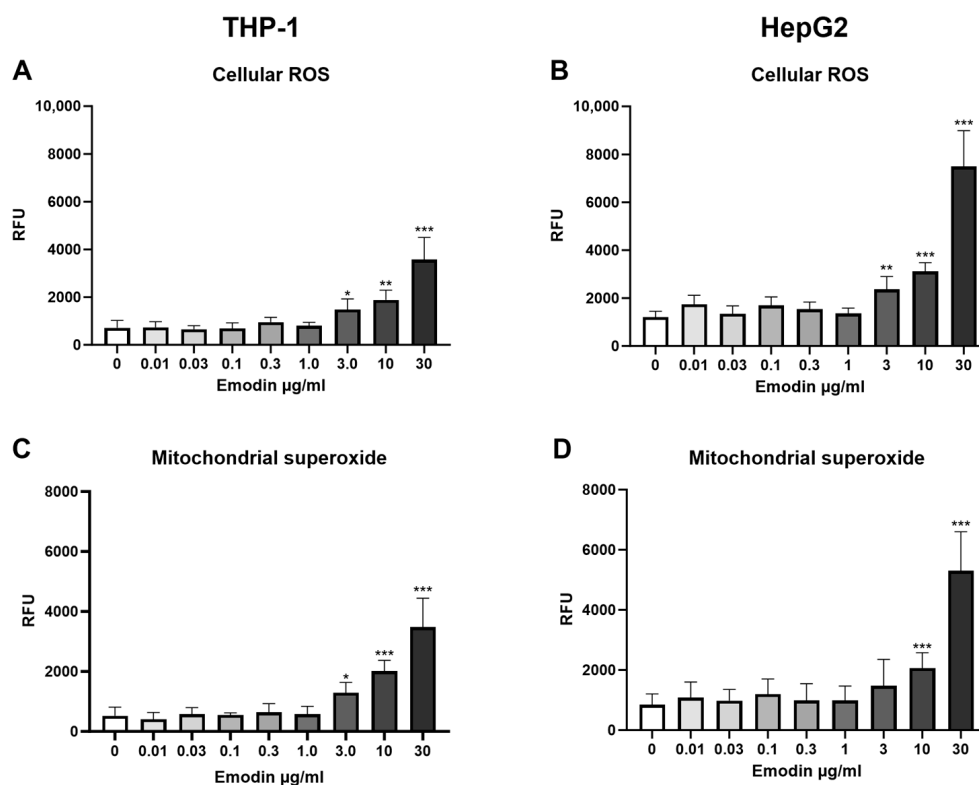 THP-1
HepG2
A
Cellular ROS
10,000
8000
6000
4000
2000
0
RFU
*
**
***
0 0.01 0.03 0.1 0.3 1.0 3.0 10 30
Emodin µg/ml
B
Cellular ROS
10,000
8000
6000
4000
2000
0
RFU
**
***
***
0 0.01 0.03 0.1 0.3 1 3 10 30
Emodin µg/ml
C
Mitochondrial superoxide
8000
6000
4000
2000
0
RFU
*
***
***
0 0.01 0.03 0.1 0.3 1.0 3.0 10 30
Emodin µg/ml
D
Mitochondrial superoxide
8000
6000
4000
2000
0
RFU
***
***
0 0.01 0.03 0.1 0.3 1 3 10 30
Emodin µg/ml